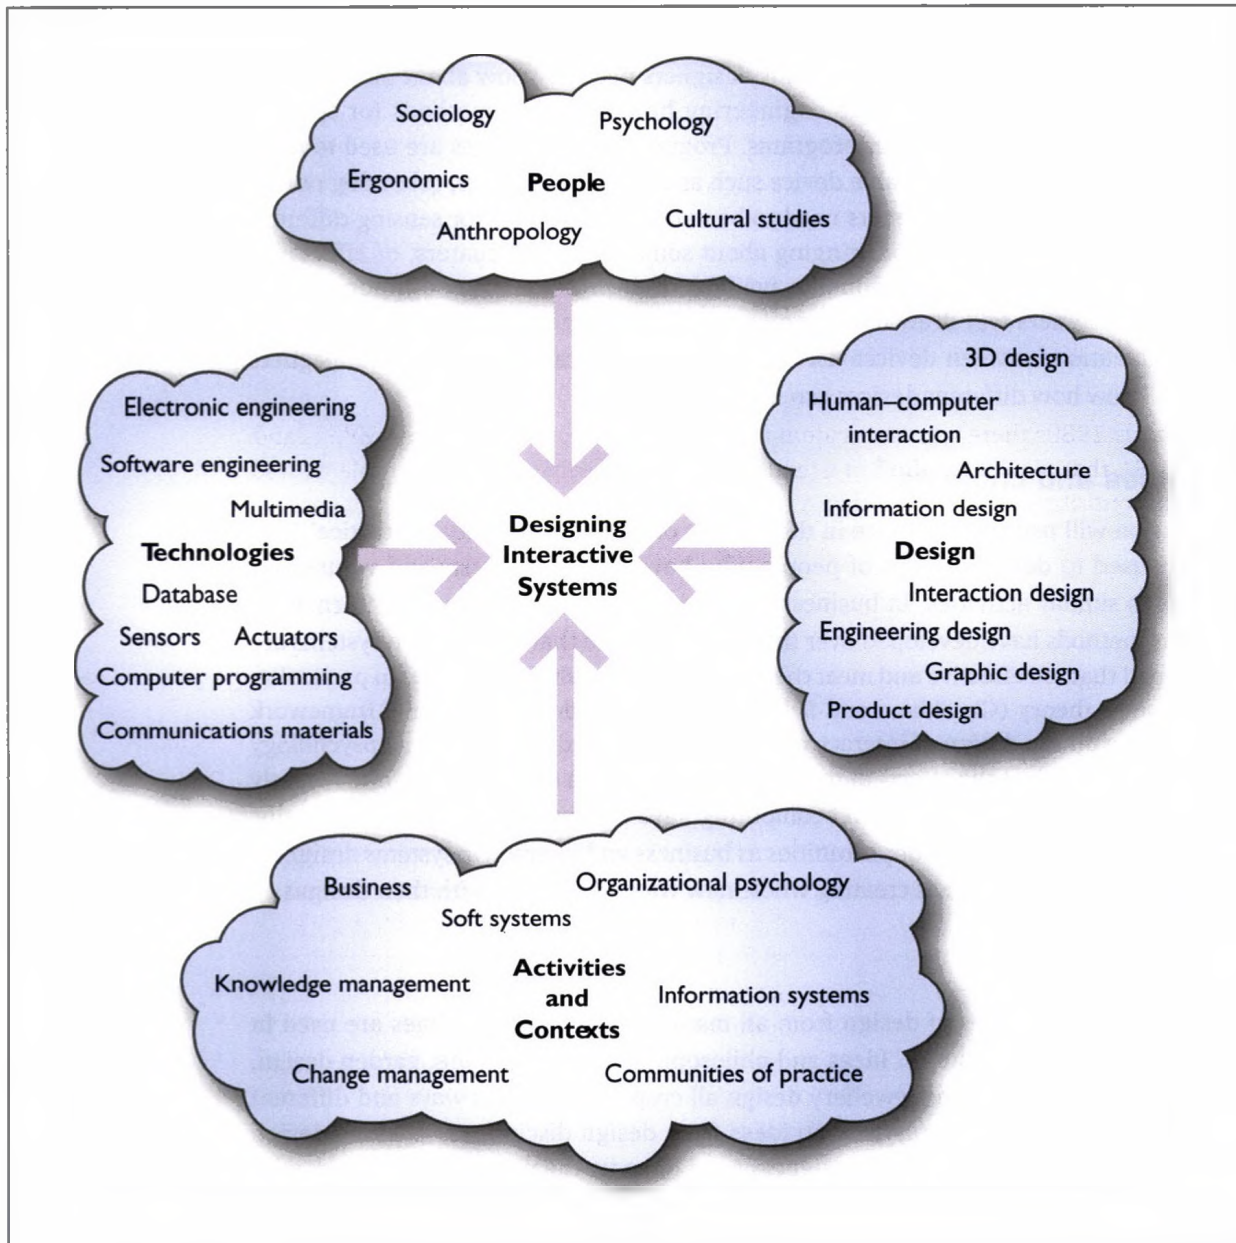 Sociology
Psychology
Ergonomics
People
Cultural studies
Anthropology
3D design
Human–computer
interaction
Architecture
Information design
Design
Interaction design
Engineering design
Graphic design
Product design
Electronic engineering
Software engineering
Multimedia
Technologies
Database
Sensors Actuators
Computer programming
Communications materials
Designing
Interactive
Systems
Business
Organizational psychology
Soft systems
Knowledge management
Activities
and
Contexts
Information systems
Change management
Communities of practice